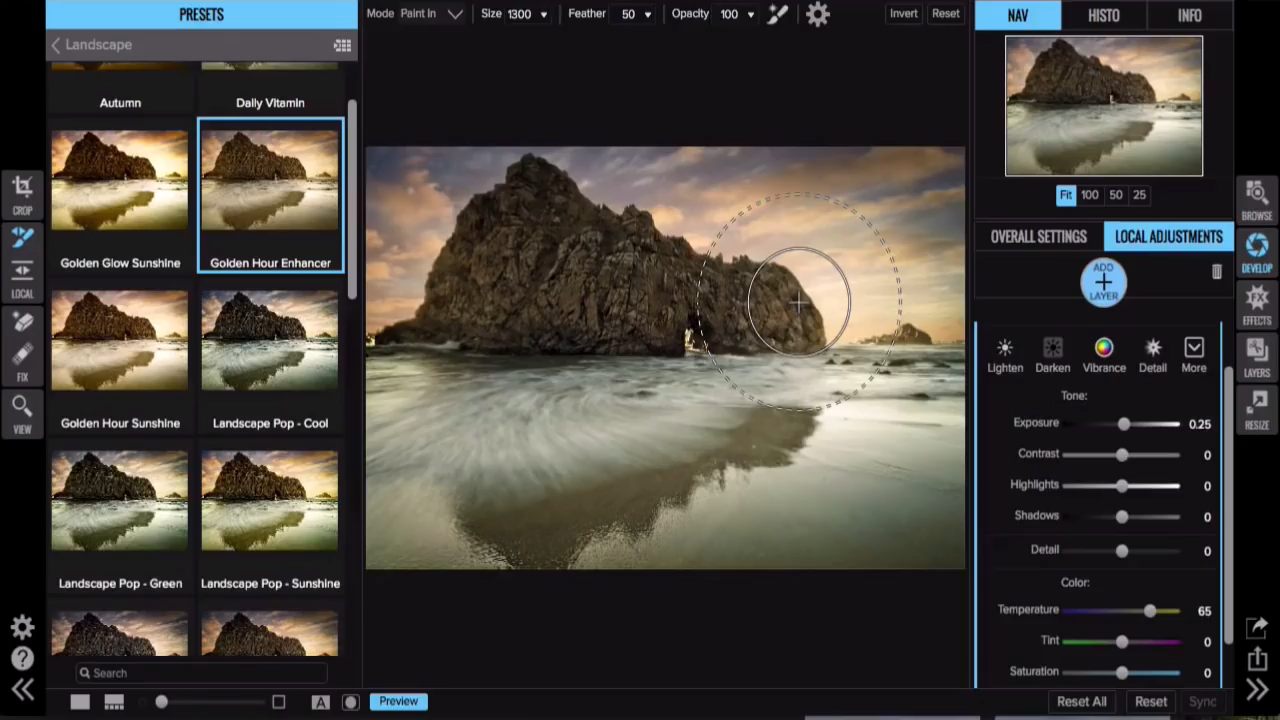 PRESETS
Landscape
Autumn
Daily Vitamin
Golden Glow Sunshine
Golden Hour Enhancer
Golden Hour Sunshine
Landscape Pop - Cool
Landscape Pop - Green
Landscape Pop - Sunshine
Search
CROP
LOCAL
FIX
VIEW
Mode Paint In Size 1300 Feather 50 Opacity 100 Invert Reset
A
Preview
NAV HISTO INFO
Fit 100 50 25
OVERALL SETTINGS LOCAL ADJUSTMENTS
ADD
LAYER
Lighten Darken Vibrance Detail More
Tone:
Exposure 0.25
Contrast 0
Highlights 0
Shadows 0
Detail 0
Color:
Temperature 65
Tint 0
Saturation 0
Reset All Reset Sync
BROWSE
DEVELOP
FX
EFFECTS
LAYERS
RESIZE